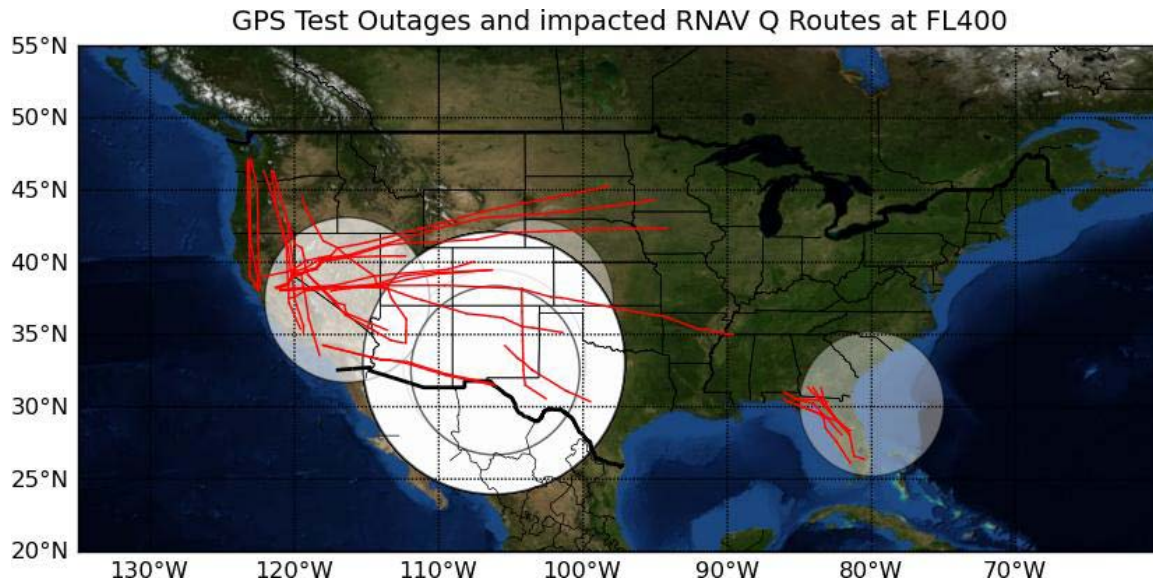 GPS Test Outages and impacted RNAV Q Routes at FL400
55°N
50°N
45°N
40°N
35°N
30°N
25°N
20°N
130°W 120°W 110°W 100°W 90°W 80°W 70°W